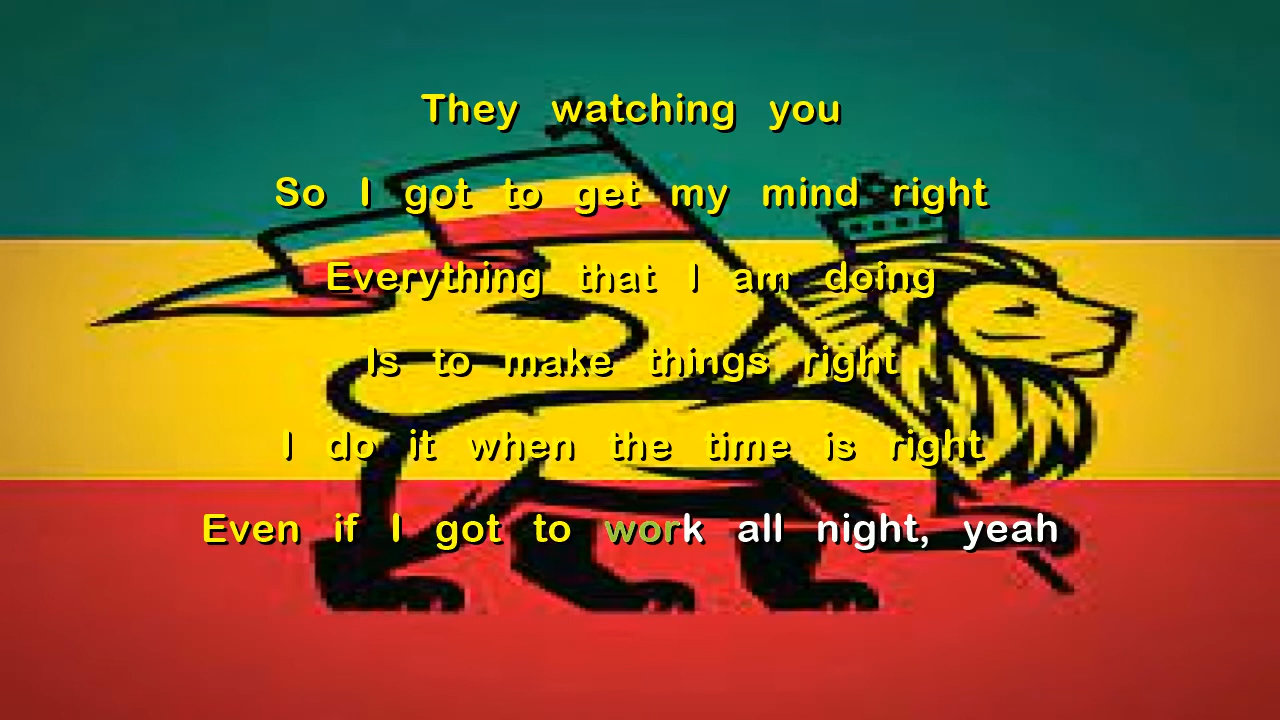 They watching you
So I got to get my mind right
Everything that I am doing
Is to make things right
I do it when the time is right
Even if I got to work all night, yeah